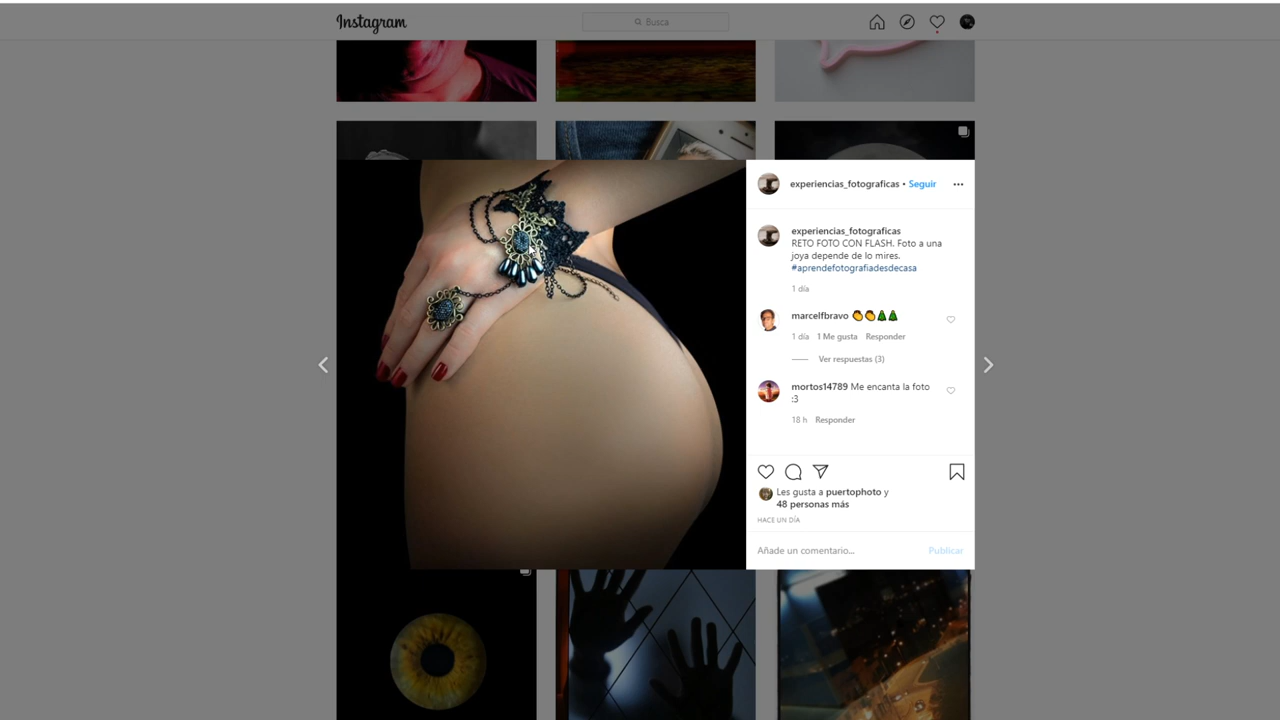 Instagram
Busca
experiencias_fotograficas • Seguir
experiencias_fotograficas
RETO FOTO CON FLASH. Foto a una
joya depende de lo mires.
#aprendefotografiadesdecasa
1 día
marcelfbravo 👏👏🎄🎄
1 día 1 Me gusta Responder
Ver respuestas (3)
mortos14789 Me encanta la foto
:3
18 h Responder
Les gusta a puertophoto y
48 personas más
HACE UN DÍA
Añade un comentario... Publicar